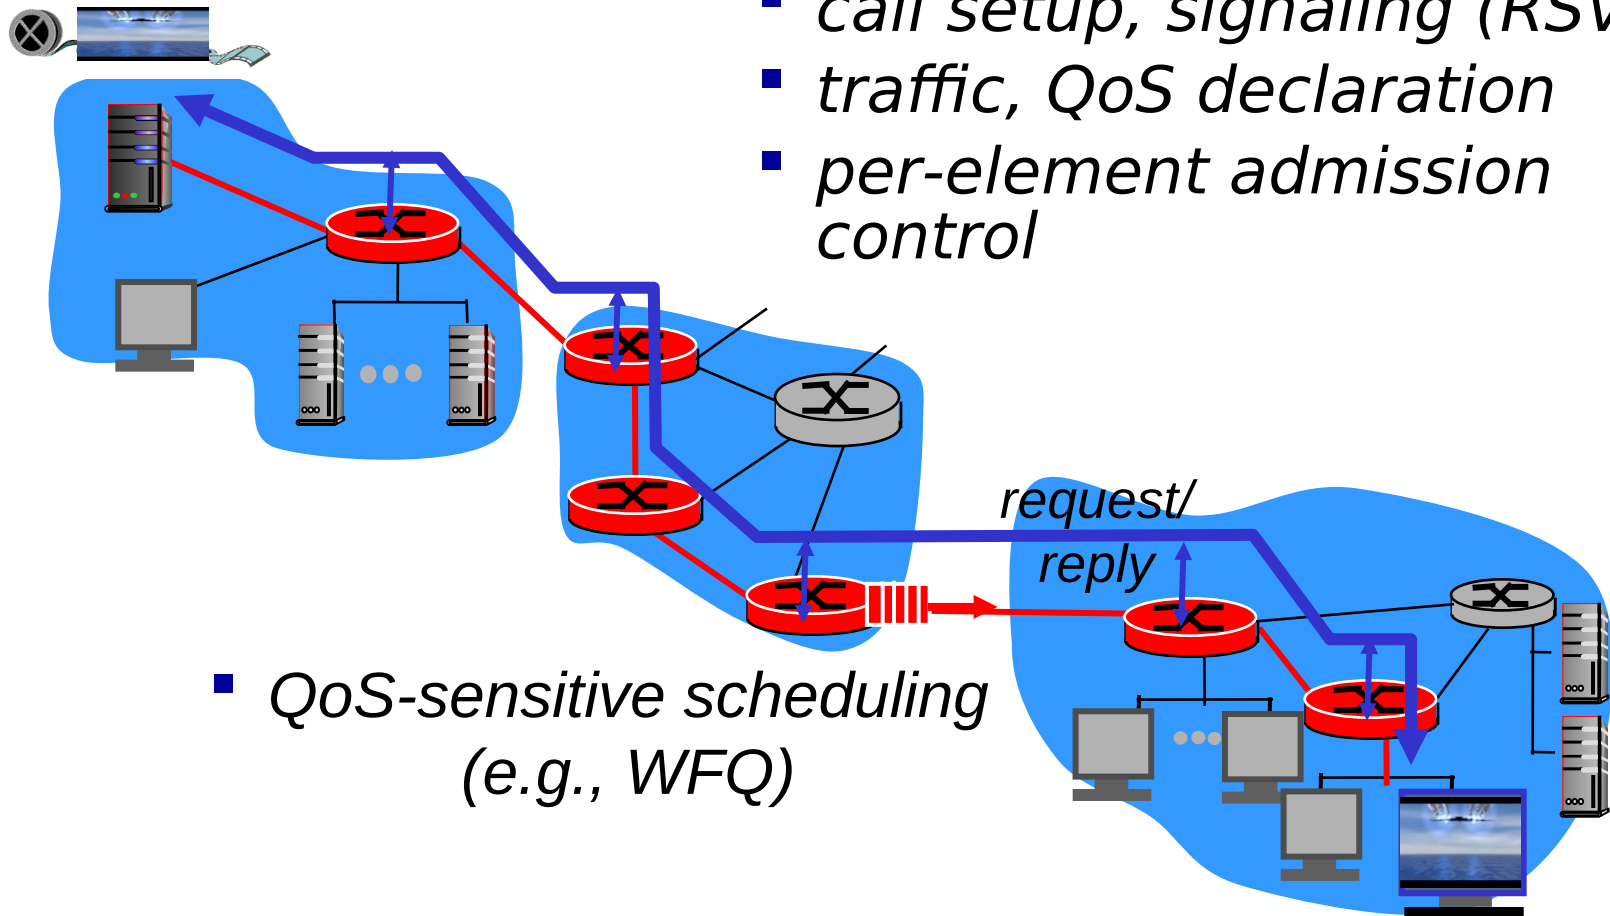 call setup, signaling (RSV
traffic, QoS declaration
per-element admission
control
request/
reply
QoS-sensitive scheduling
(e.g., WFQ)